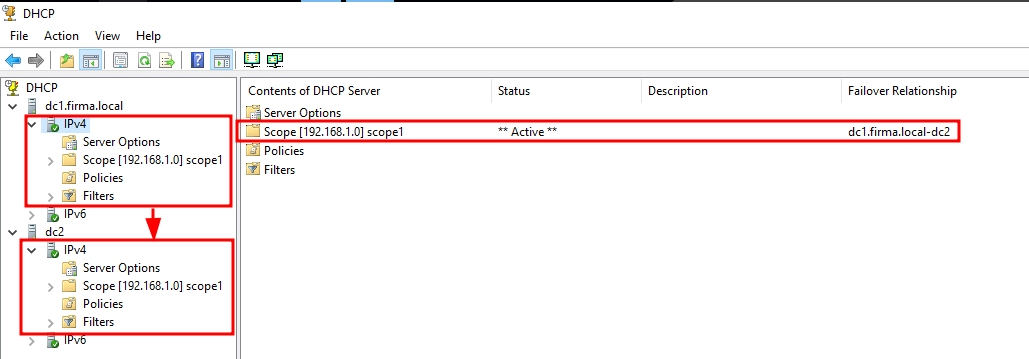 DHCP
File Action View Help
DHCP
dc1.firma.local
IPv4
Server Options
Scope [192.168.1.0] scope1
Policies
Filters
IPv6
dc2
IPv4
Server Options
Scope [192.168.1.0] scope1
Policies
Filters
IPv6
Contents of DHCP Server Status Description Failover Relationship
Server Options
Scope [192.168.1.0] scope1 ** Active ** dc1.firma.local-dc2
Policies
Filters